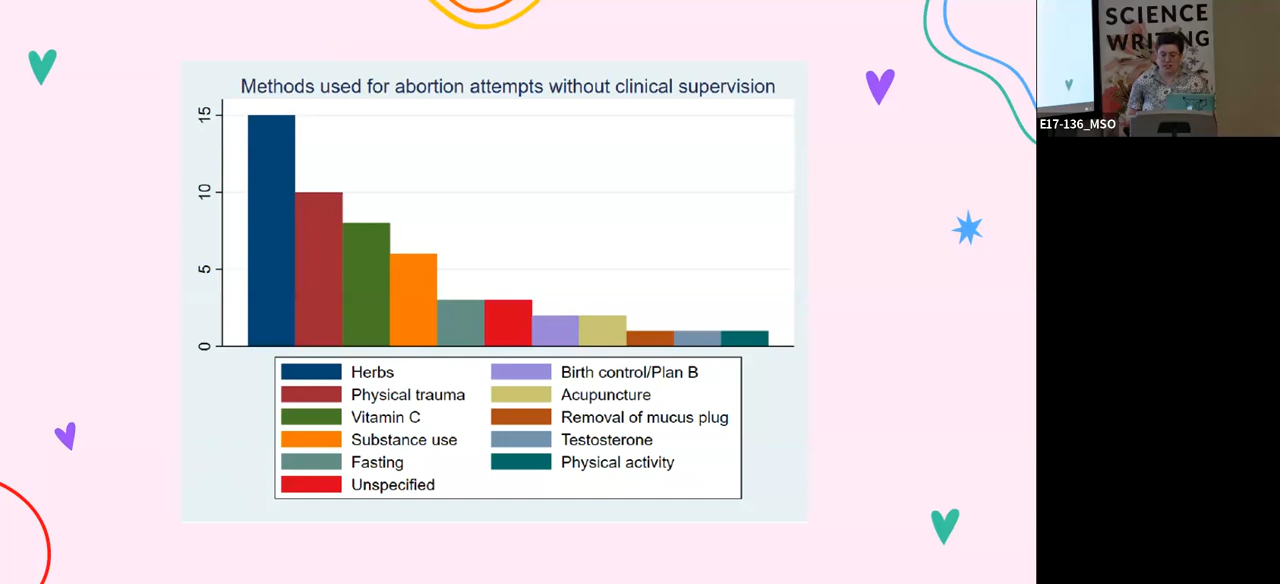 Methods used for abortion attempts without clinical supervision
15
10
5
0
Herbs
Physical trauma
Vitamin C
Substance use
Fasting
Unspecified
Birth control/Plan B
Acupuncture
Removal of mucus plug
Testosterone
Physical activity
SCIENCE
WRITING
E17-136_MSO